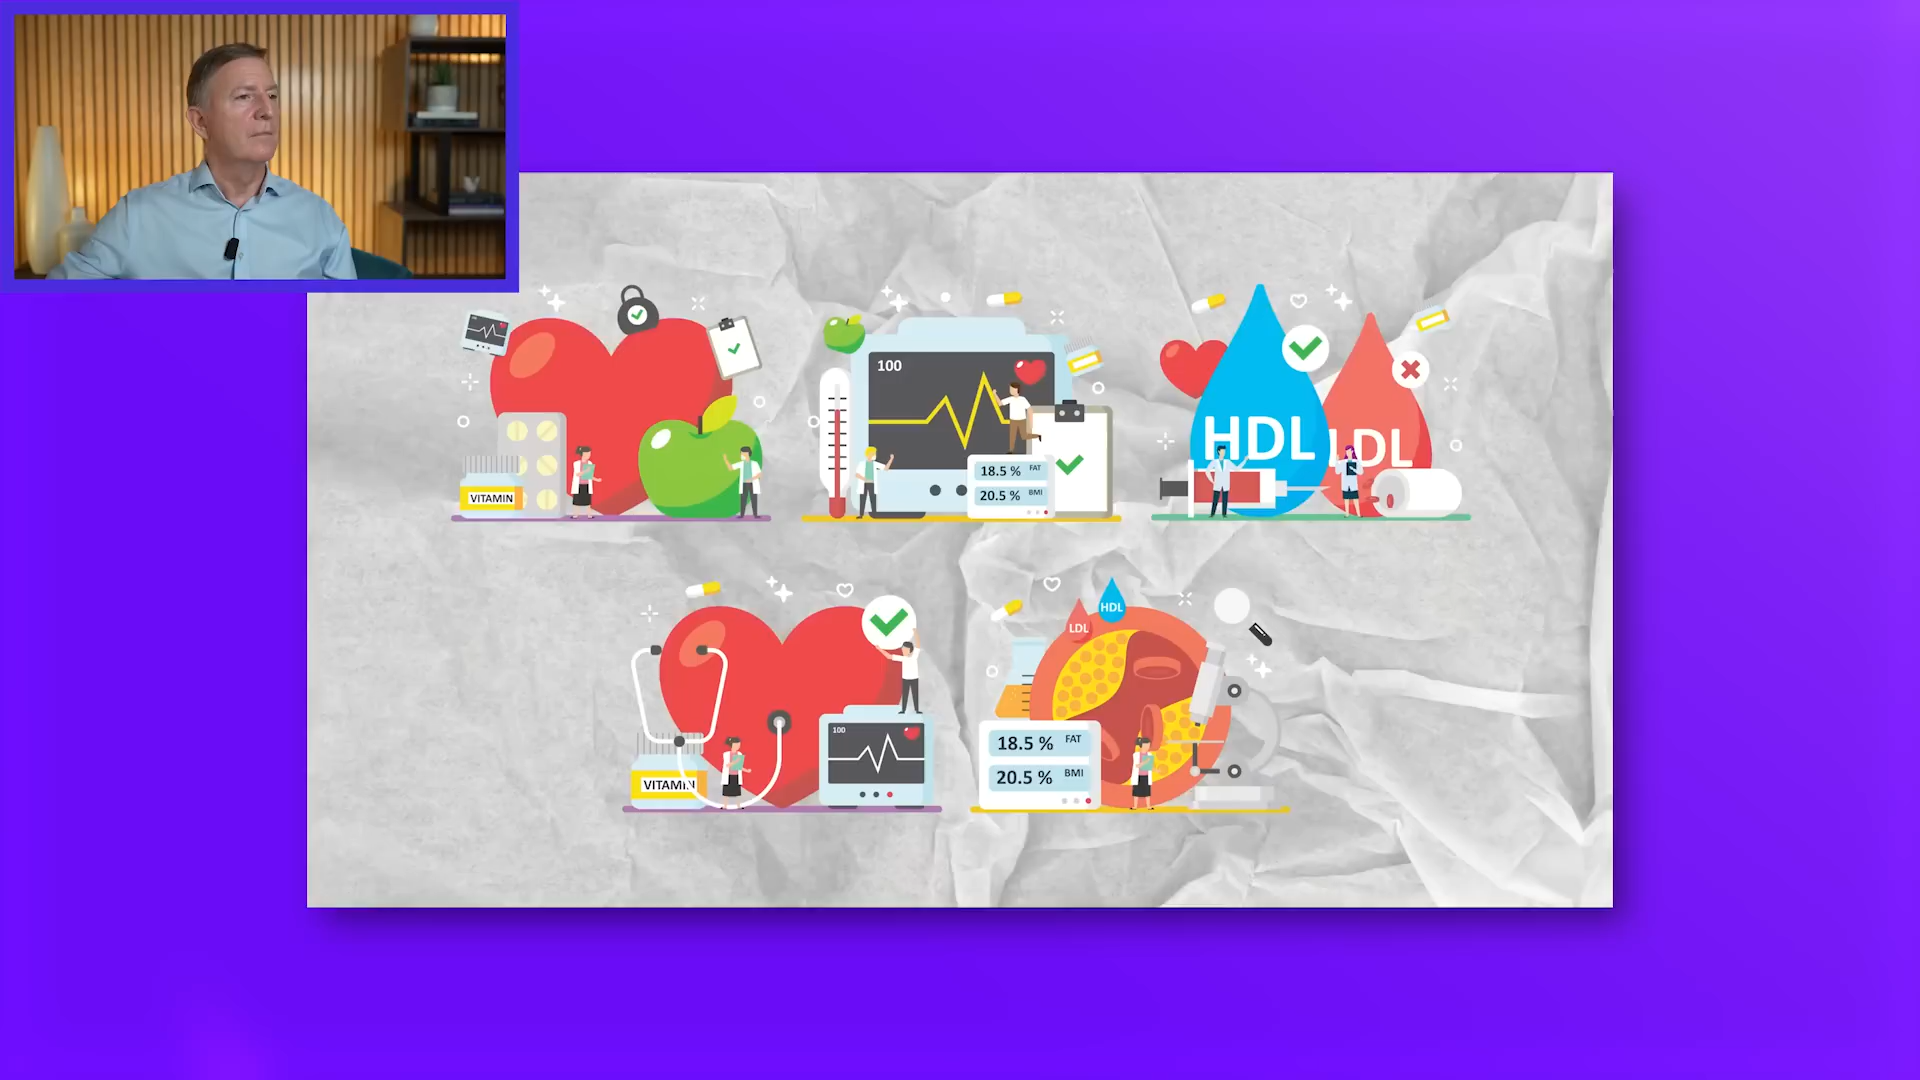 VITAMIN
100
18.5 % FAT
20.5 % BMI
HDL
LDL
VITAMIN
100
LDL
HDL
18.5 % FAT
20.5 % BMI